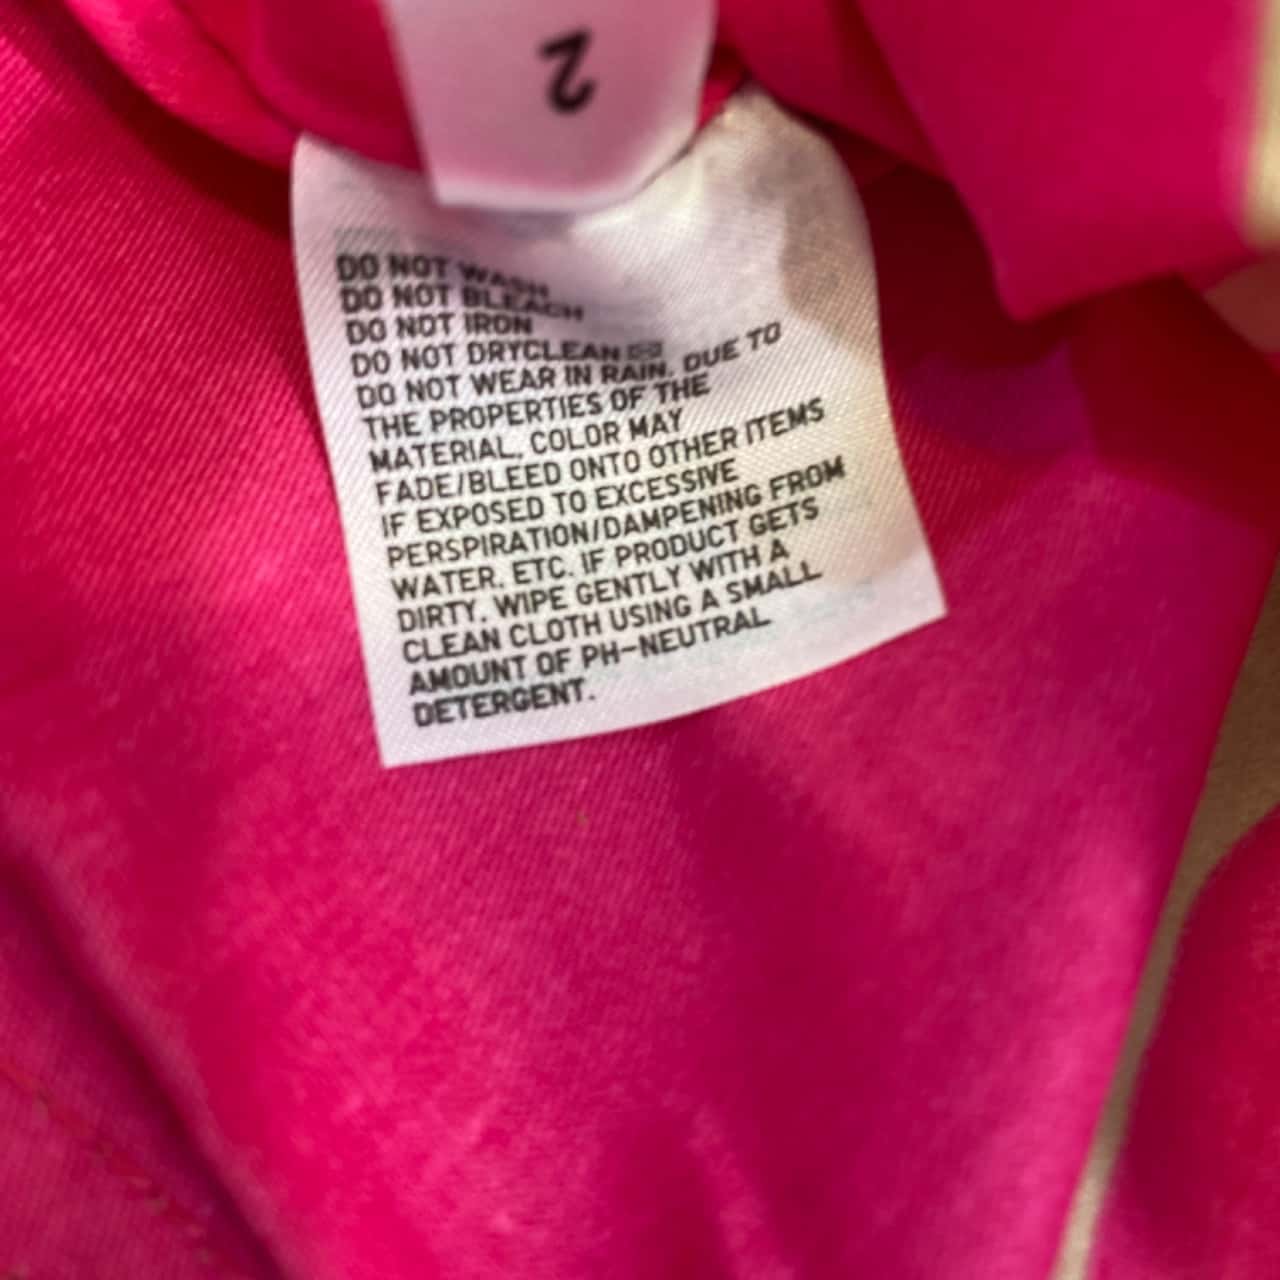 2
DO NOT WASH
DO NOT BLEACH
DO NOT IRON
DO NOT DRYCLEAN
DO NOT WEAR IN RAIN. DUE TO
THE PROPERTIES OF THE
MATERIAL, COLOR MAY
FADE/BLEED ONTO OTHER ITEMS
IF EXPOSED TO EXCESSIVE
PERSPIRATION/DAMPENING FROM
WATER, ETC. IF PRODUCT GETS
DIRTY, WIPE GENTLY WITH A
CLEAN CLOTH USING A SMALL
AMOUNT OF PH-NEUTRAL
DETERGENT.